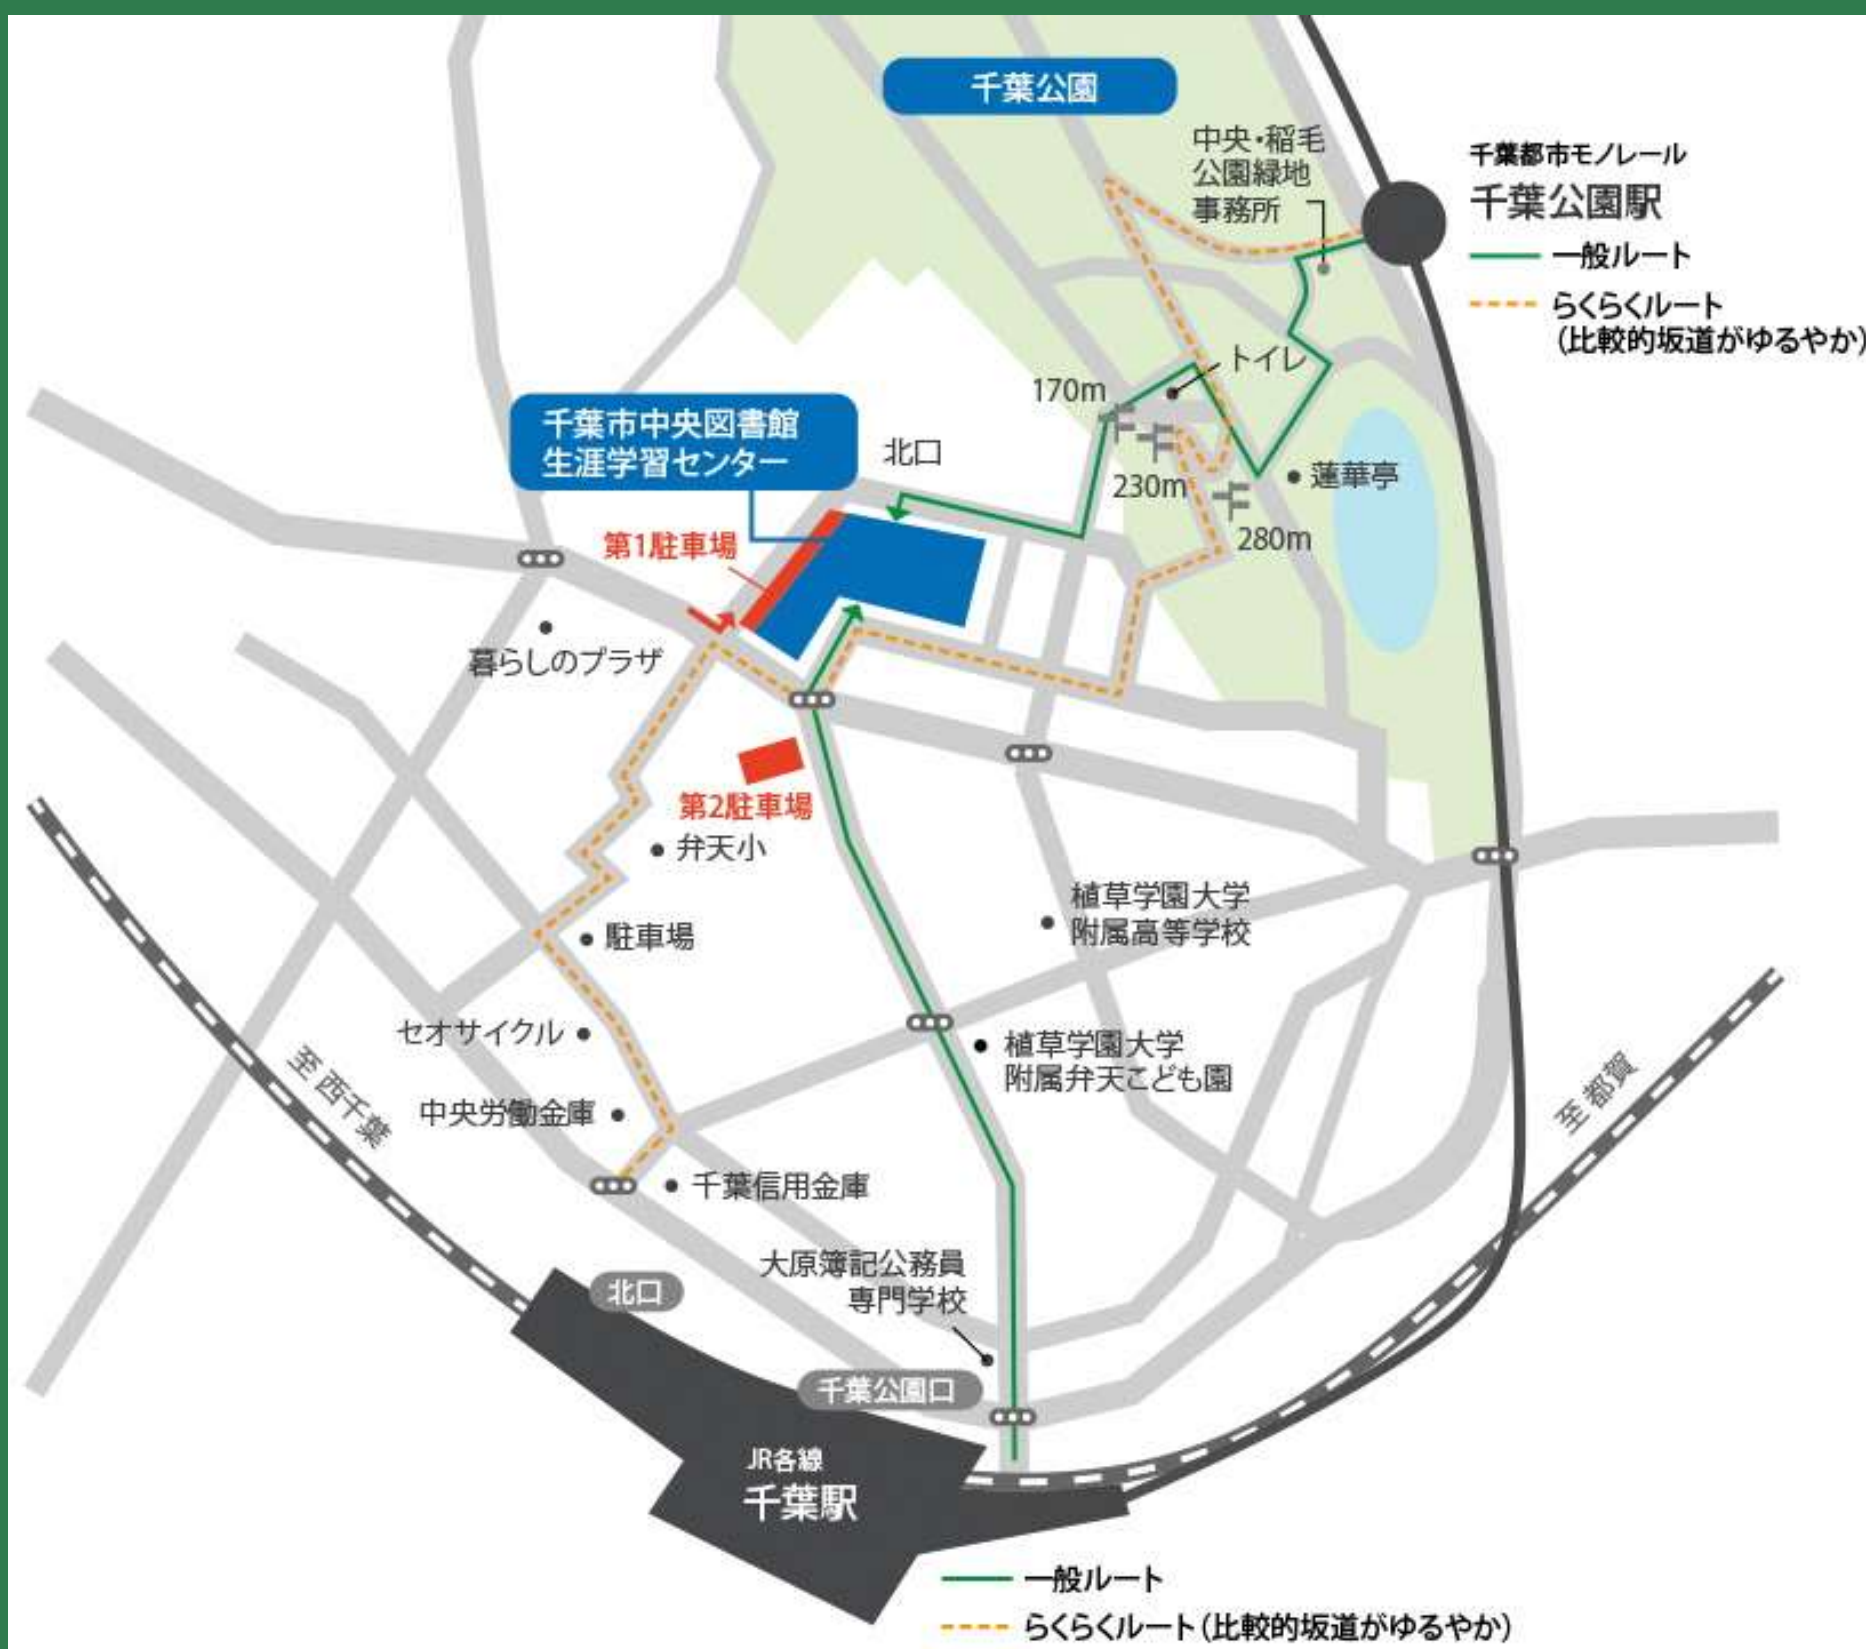 千葉公園
中央・稲毛
公園緑地
事務所
千葉都市モノレール
千葉公園駅
一般ルート
らくらくルート
(比較的坂道がゆるやか)
トイレ
170m
千葉市中央図書館
生涯学習センター
北口
230m
蓮華亭
280m
第1駐車場
暮らしのプラザ
第2駐車場
弁天小
植草学園大学
附属高等学校
駐車場
セオサイクル
植草学園大学
附属弁天こども園
至 西千葉
至 都賀
中央労働金庫
千葉信用金庫
大原簿記公務員
専門学校
北口
千葉公園口
JR各線
千葉駅
一般ルート
らくらくルート(比較的坂道がゆるやか)